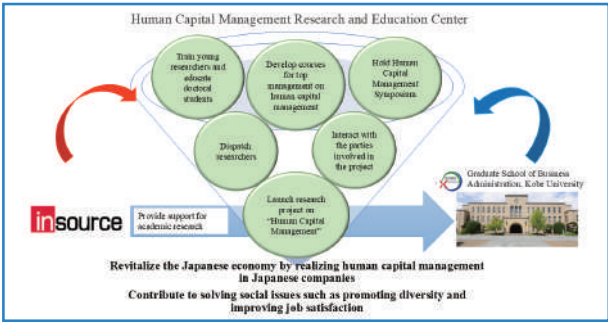 Human Capital Management Research and Education Center
Train young
researchers and
educate
doctoral
students
Develop courses
for top
management on
human capital
management
Hold Human
Capital
Management
Symposium
Dispatch
researchers
Interact with
the parties
involved in
the project
Launch research
project on
"Human Capital
Management"
insource
Provide support for
academic research
Graduate School of Business
Administration, Kobe University
Revitalize the Japanese economy by realizing human capital management
in Japanese companies
Contribute to solving social issues such as promoting diversity and
improving job satisfaction